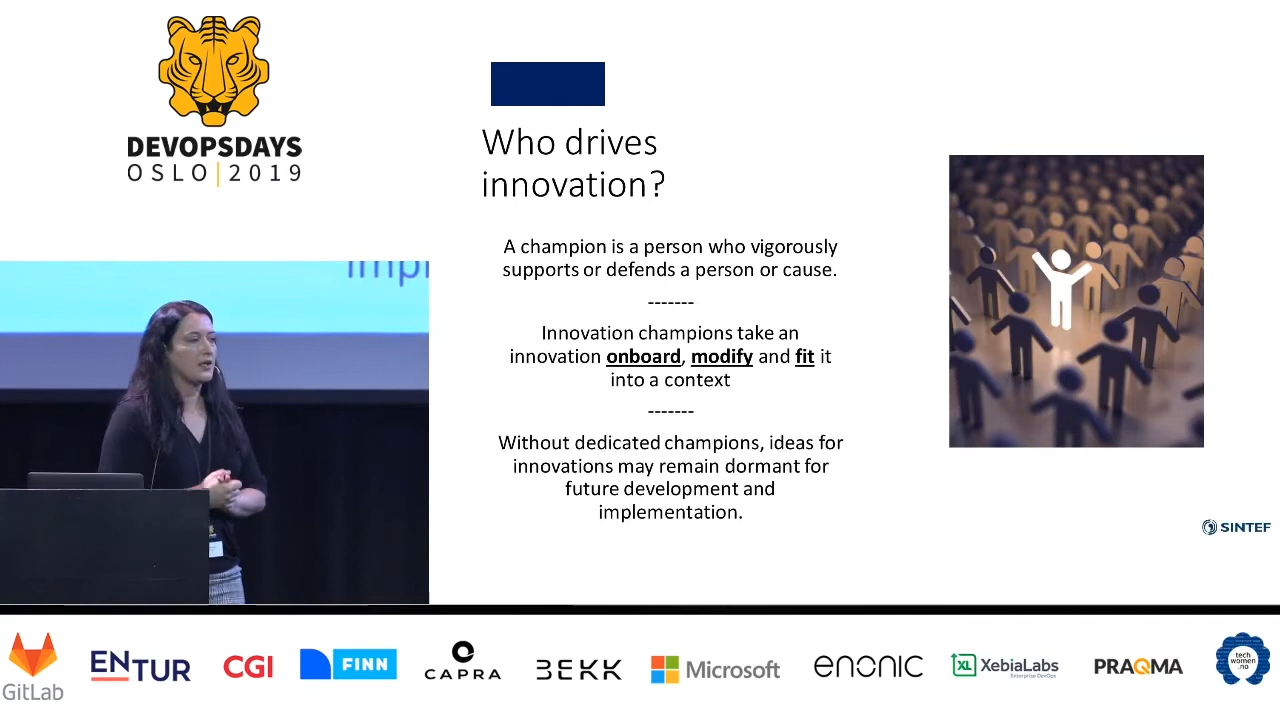 DEVOPSDAYS
OSLO | 2019
Who drives
innovation?
A champion is a person who vigorously
supports or defends a person or cause.
-------
Innovation champions take an
innovation onboard, modify and fit it
into a context
-------
Without dedicated champions, ideas for
innovations may remain dormant for
future development and
implementation.
SINTEF
GitLab
ENTUR
CGI
FINN
CAPRA
BEKK
Microsoft
enonic
XL XebiaLabs
Enterprise DevOps
PRAQMA
tech
women
.no